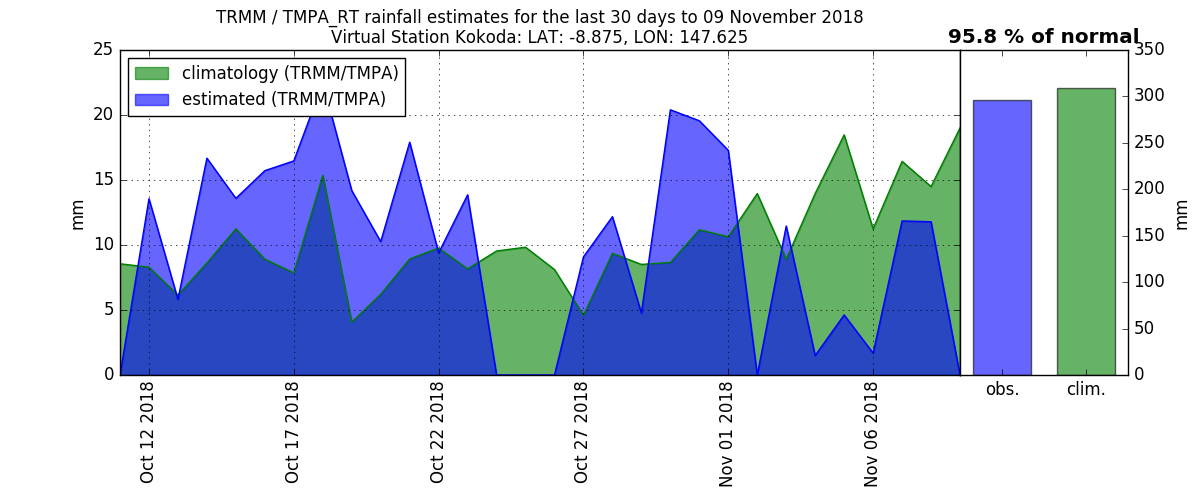 TRMM / TMPA_RT rainfall estimates for the last 30 days to 09 November 2018
Virtual Station Kokoda: LAT: -8.875, LON: 147.625
95.8 % of normal
climatology (TRMM/TMPA)
estimated (TRMM/TMPA)
25
20
15
10
5
0
mm
350
300
250
200
150
100
50
0
mm
obs.
clim.
Oct 12 2018
Oct 17 2018
Oct 22 2018
Oct 27 2018
Nov 01 2018
Nov 06 2018